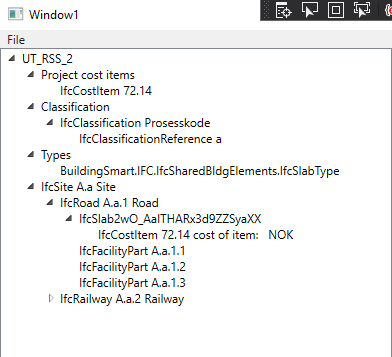 Window1
File
UT_RSS_2
Project cost items
IfcCostItem 72.14
Classification
IfcClassification Prosesskode
IfcClassificationReference a
Types
BuildingSmart.IFC.IfcSharedBldgElements.IfcSlabType
IfcSite A.a Site
IfcRoad A.a.1 Road
IfcSlab2wO_AaITHARx3d9ZZSyaXX
IfcCostItem 72.14 cost of item: NOK
IfcFacilityPart A.a.1.1
IfcFacilityPart A.a.1.2
IfcFacilityPart A.a.1.3
IfcRailway A.a.2 Railway